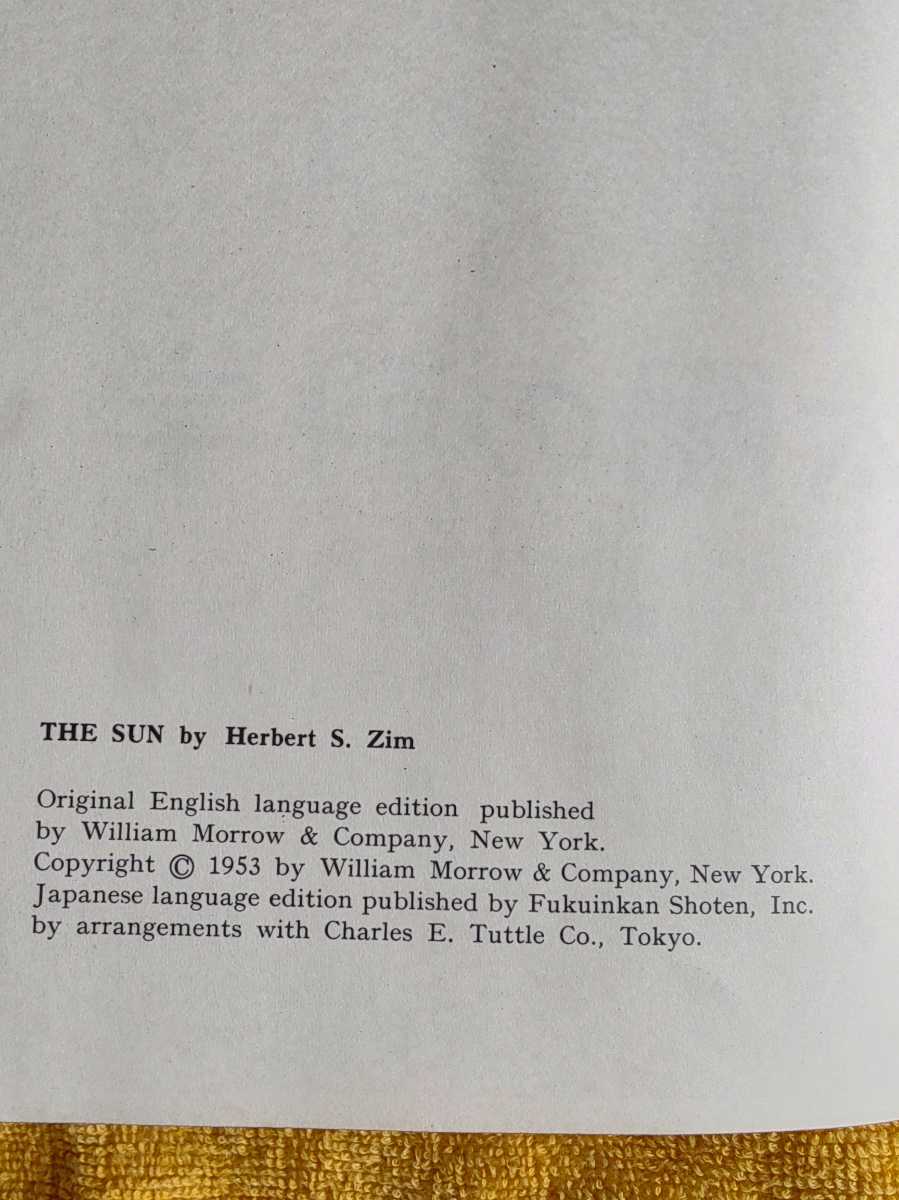 THE SUN by Herbert S. Zim
Original English language edition published
by William Morrow & Company, New York.
Copyright © 1953 by William Morrow & Company, New York.
Japanese language edition published by Fukuinkan Shoten, Inc.
by arrangements with Charles E. Tuttle Co., Tokyo.